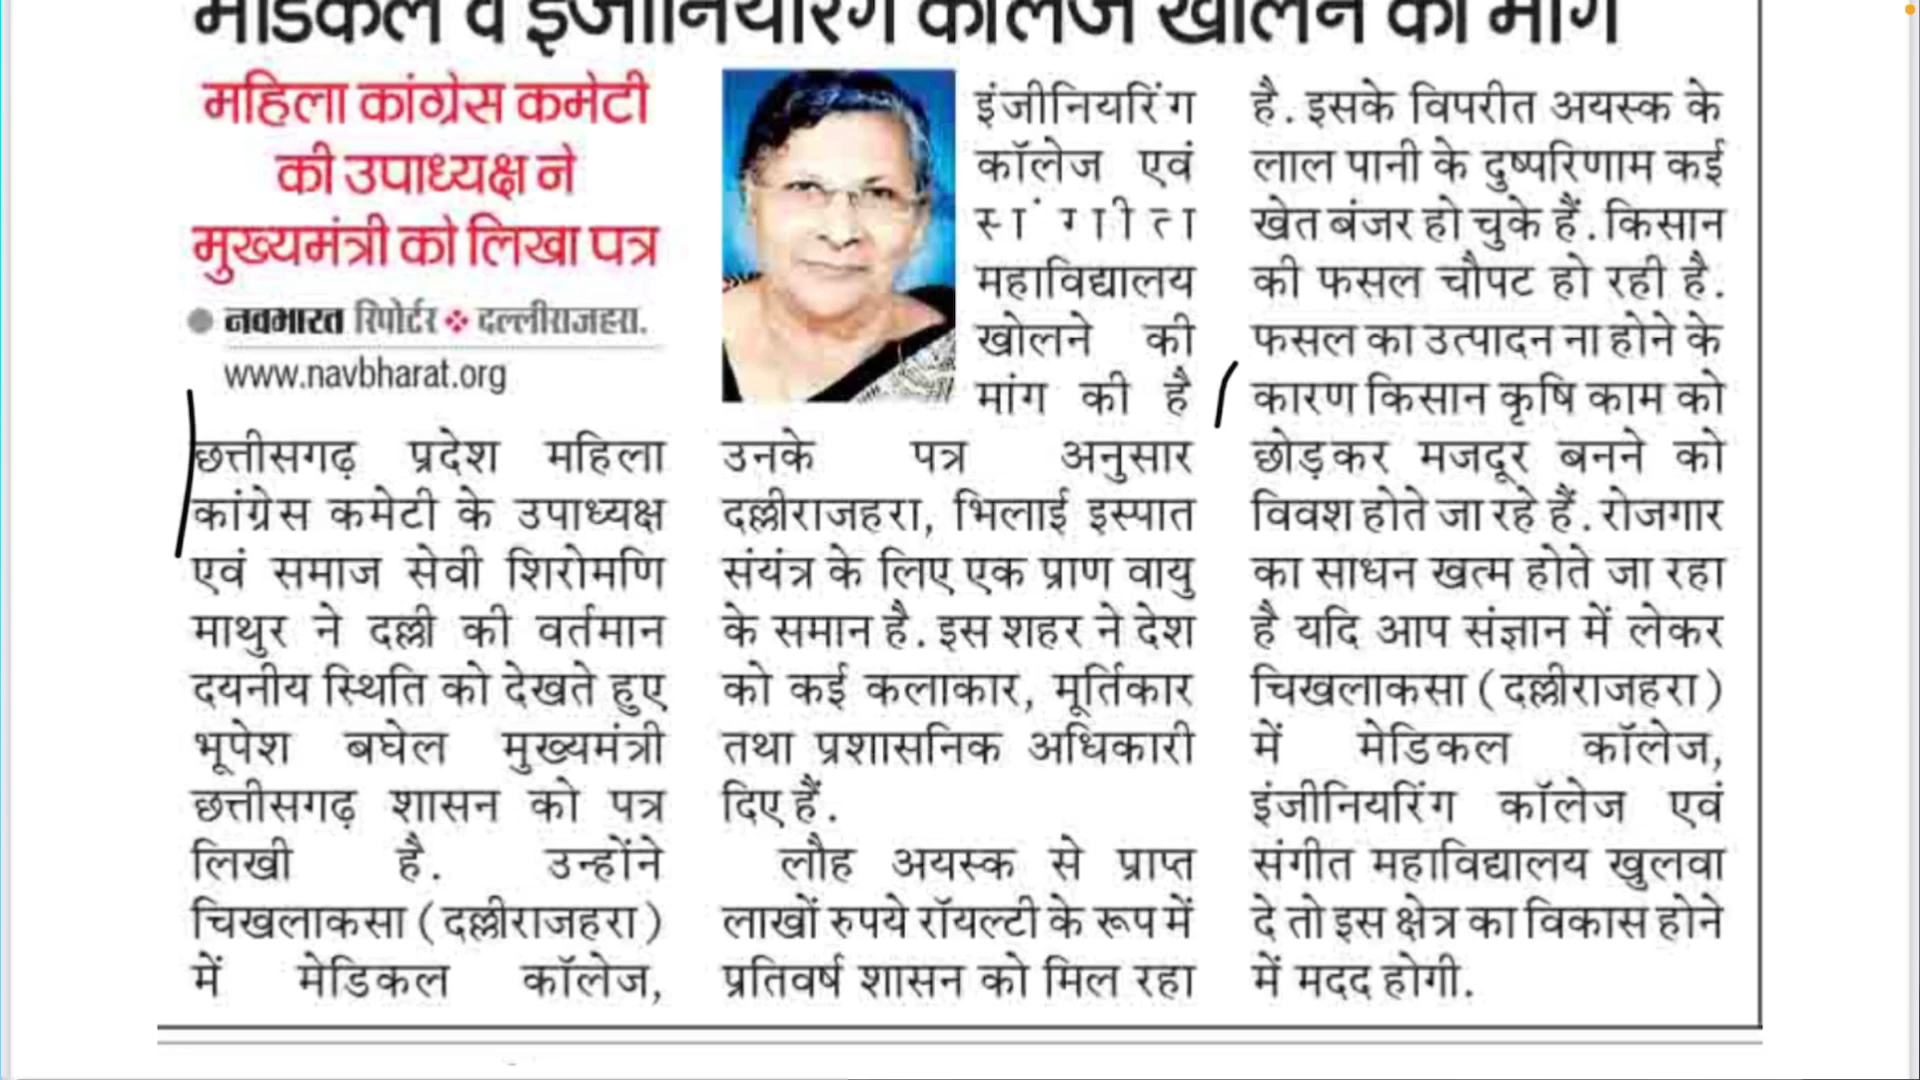 मेडिकल व इंजीनियरिंग कॉलेज खोलने की मांग
महिला कांग्रेस कमेटी
की उपाध्यक्ष ने
मुख्यमंत्री को लिखा पत्र
नवभारत रिपोर्टर ❖ दल्लीराजहरा.
www.navbharat.org
छत्तीसगढ़ प्रदेश महिला
कांग्रेस कमेटी के उपाध्यक्ष
एवं समाज सेवी शिरोमणि
माथुर ने दल्ली की वर्तमान
दयनीय स्थिति को देखते हुए
भूपेश बघेल मुख्यमंत्री
छत्तीसगढ़ शासन को पत्र
लिखी है. उन्होंने
चिखलाकसा (दल्लीराजहरा)
में मेडिकल कॉलेज,
इंजीनियरिंग
कॉलेज एवं
सांगीता
महाविद्यालय
खोलने की
मांग की है
उनके पत्र अनुसार
दल्लीराजहरा, भिलाई इस्पात
संयंत्र के लिए एक प्राण वायु
के समान है. इस शहर ने देश
को कई कलाकार, मूर्तिकार
तथा प्रशासनिक अधिकारी
दिए हैं.
लौह अयस्क से प्राप्त
लाखों रुपये रॉयल्टी के रूप में
प्रतिवर्ष शासन को मिल रहा
है. इसके विपरीत अयस्क के
लाल पानी के दुष्परिणाम कई
खेत बंजर हो चुके हैं. किसान
की फसल चौपट हो रही है.
फसल का उत्पादन ना होने के
कारण किसान कृषि काम को
छोड़कर मजदूर बनने को
विवश होते जा रहे हैं. रोजगार
का साधन खत्म होते जा रहा
है यदि आप संज्ञान में लेकर
चिखलाकसा (दल्लीराजहरा)
में मेडिकल कॉलेज,
इंजीनियरिंग कॉलेज एवं
संगीत महाविद्यालय खुलवा
दे तो इस क्षेत्र का विकास होने
में मदद होगी.